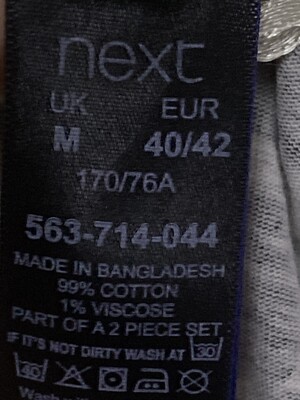 next
UK EUR
M 40/42
170/76A
563-714-044
MADE IN BANGLADESH
99% COTTON
1% VISCOSE
PART OF A 2 PIECE SET
IF IT'S NOT DIRTY WASH AT 30
40